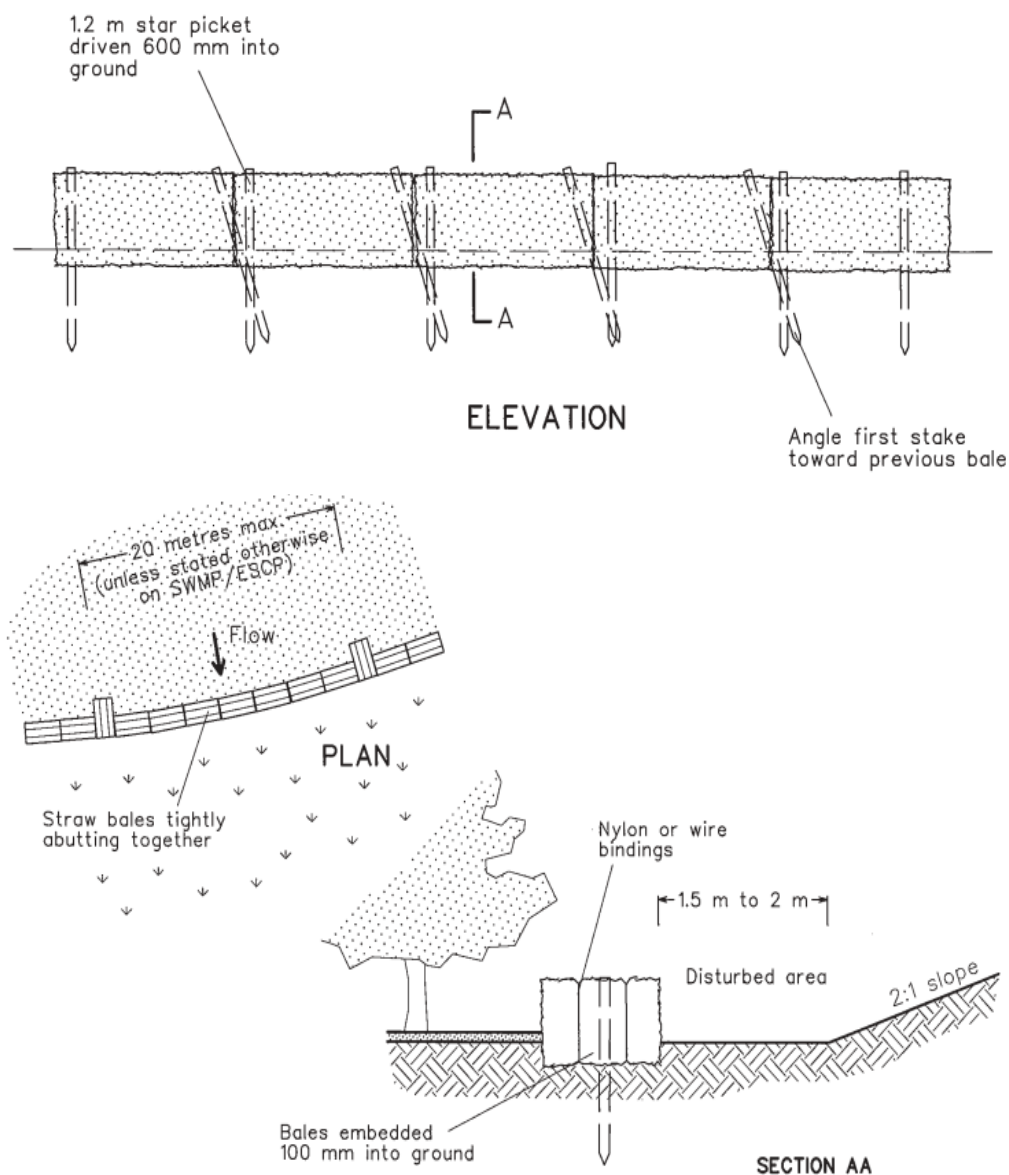 1.2 m star picket
driven 600 mm into
ground
A
A
ELEVATION
Angle first stake
toward previous bale
20 metres max.
(unless stated otherwise
on SWMP/ESCP)
Flow
PLAN
Straw bales tightly
abutting together
Nylon or wire
bindings
1.5 m to 2 m
Disturbed area
2:1 slope
Bales embedded
100 mm into ground
SECTION AA